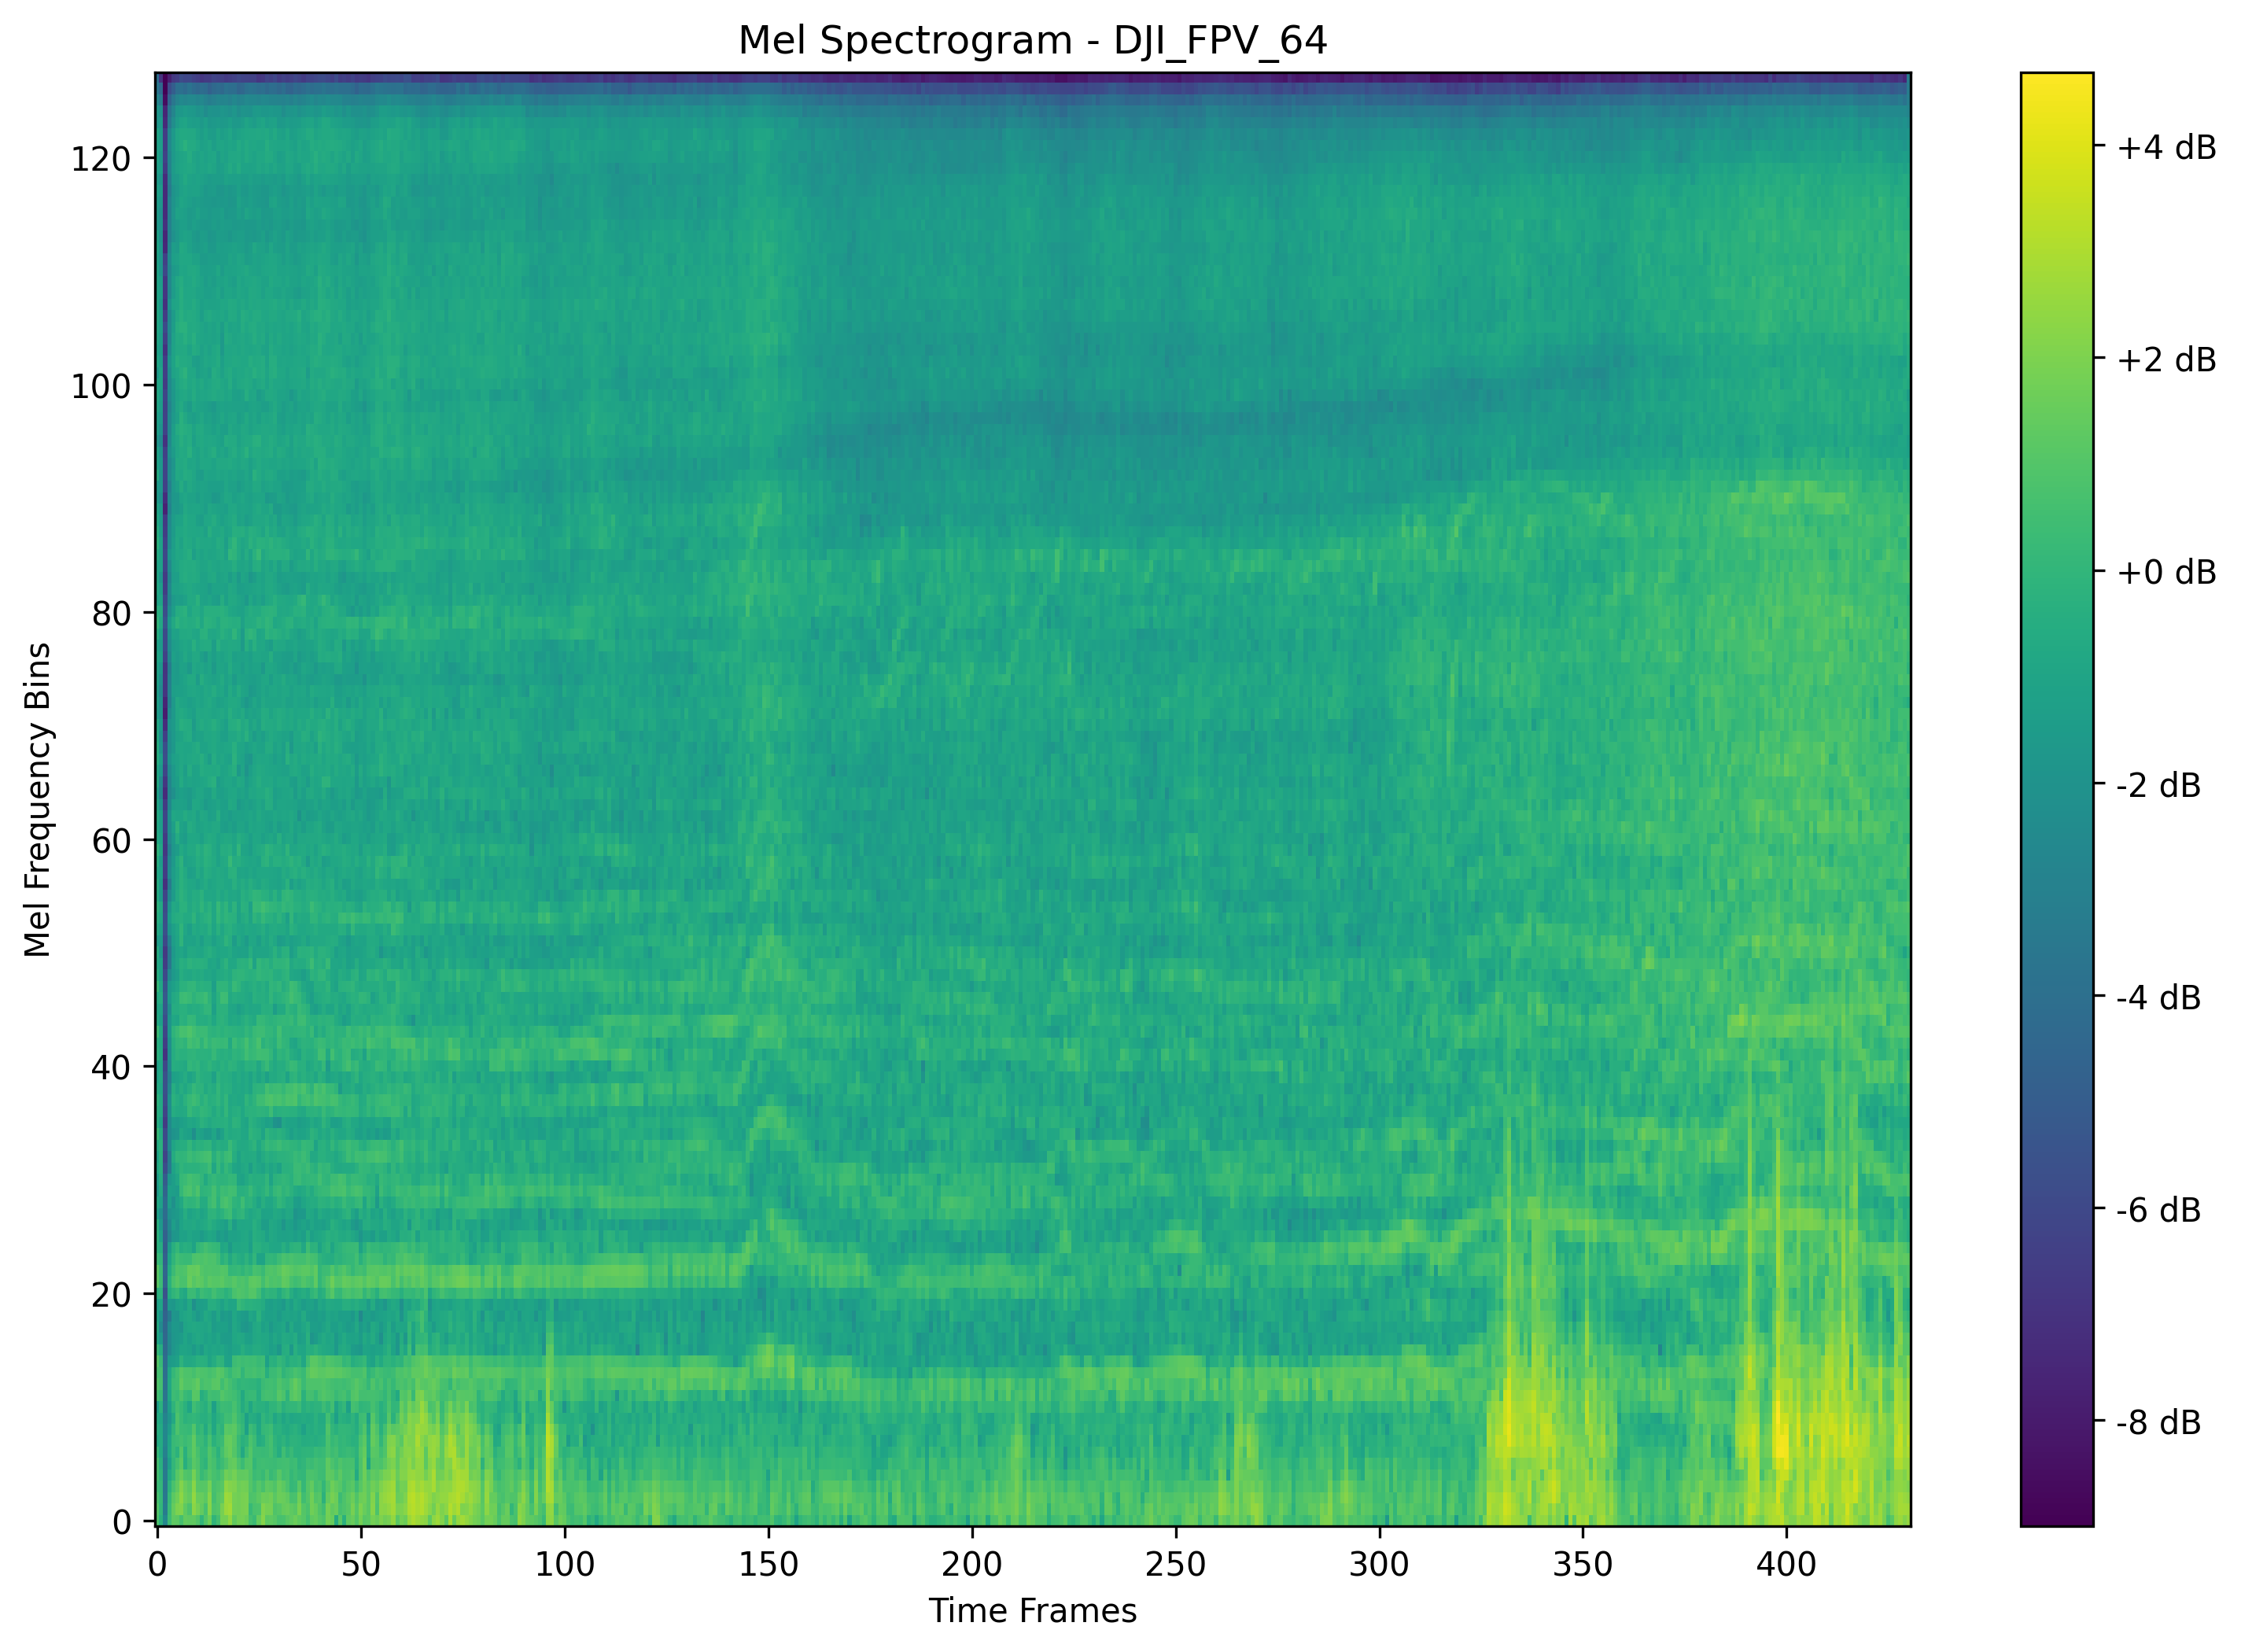 Mel Spectrogram - DJI_FPV_64
Mel Frequency Bins
120
100
80
60
40
20
0
0 50 100 150 200 250 300 350 400
Time Frames
+4 dB
+2 dB
+0 dB
-2 dB
-4 dB
-6 dB
-8 dB